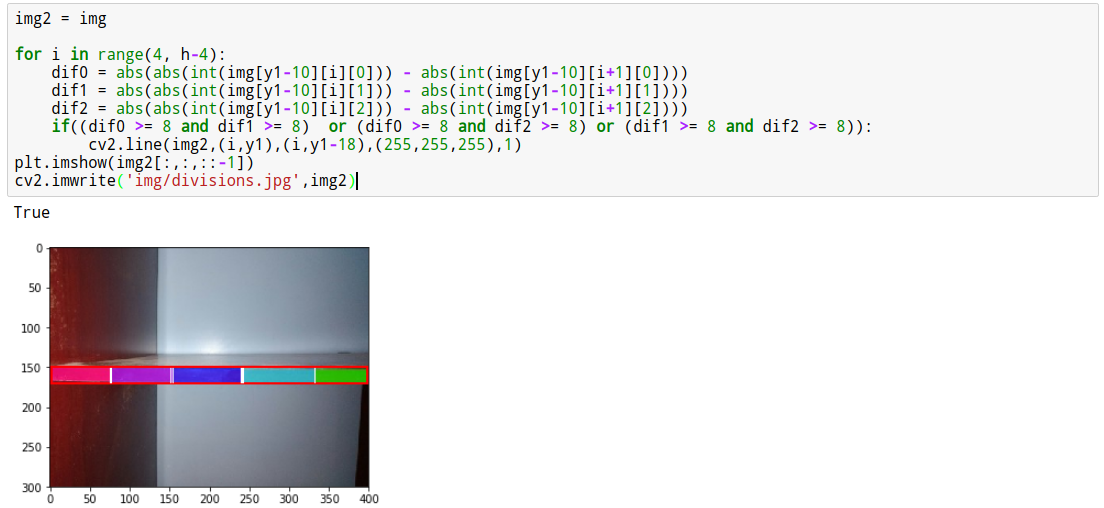 img2 = img
for i in range(4, h-4):
    dif0 = abs(abs(int(img[y1-10][i][0])) - abs(int(img[y1-10][i+1][0])))
    dif1 = abs(abs(int(img[y1-10][i][1])) - abs(int(img[y1-10][i+1][1])))
    dif2 = abs(abs(int(img[y1-10][i][2])) - abs(int(img[y1-10][i+1][2])))
    if((dif0 >= 8 and dif1 >= 8)  or (dif0 >= 8 and dif2 >= 8) or (dif1 >= 8 and dif2 >= 8)):
        cv2.line(img2,(i,y1),(i,y1-18),(255,255,255),1)
plt.imshow(img2[:,:,::-1])
cv2.imwrite('img/divisions.jpg',img2)
True
0
50
100
150
200
250
300
0 50 100 150 200 250 300 350 400